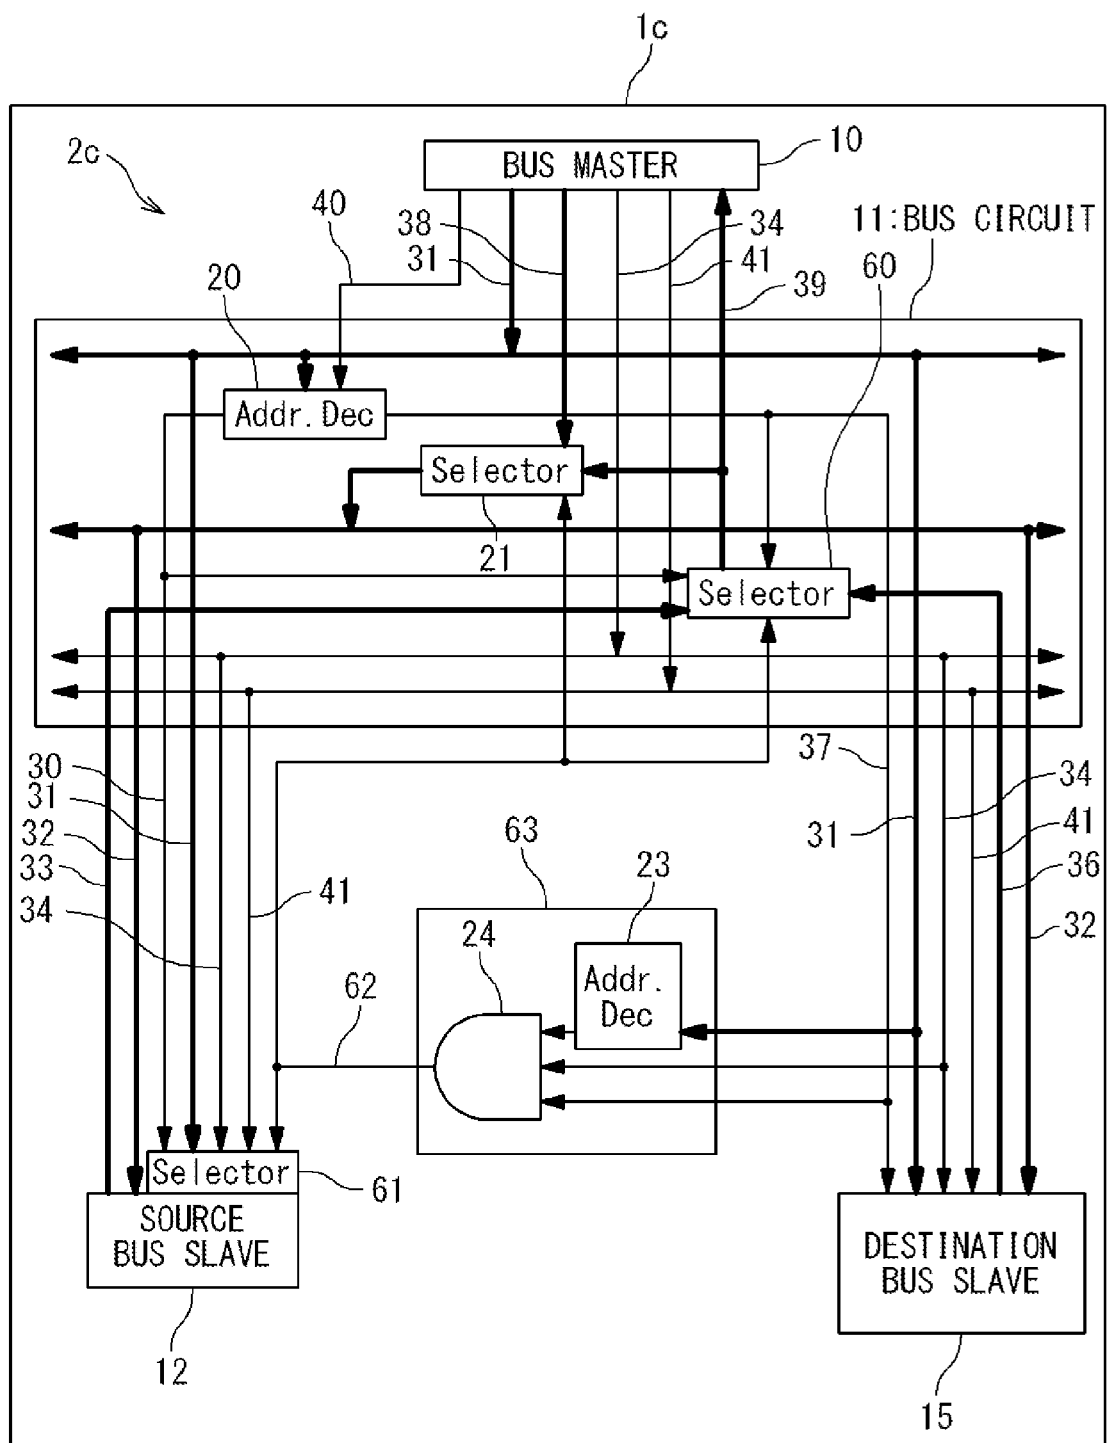 1c
2c
BUS MASTER
10
40
38
31
34
41
39
11:BUS CIRCUIT
60
20
Addr.Dec
Selector
21
Selector
30
31
32
33
34
41
37
31
34
41
36
32
63
23
24
Addr.
Dec
62
Selector
61
SOURCE
BUS SLAVE
12
DESTINATION
BUS SLAVE
15